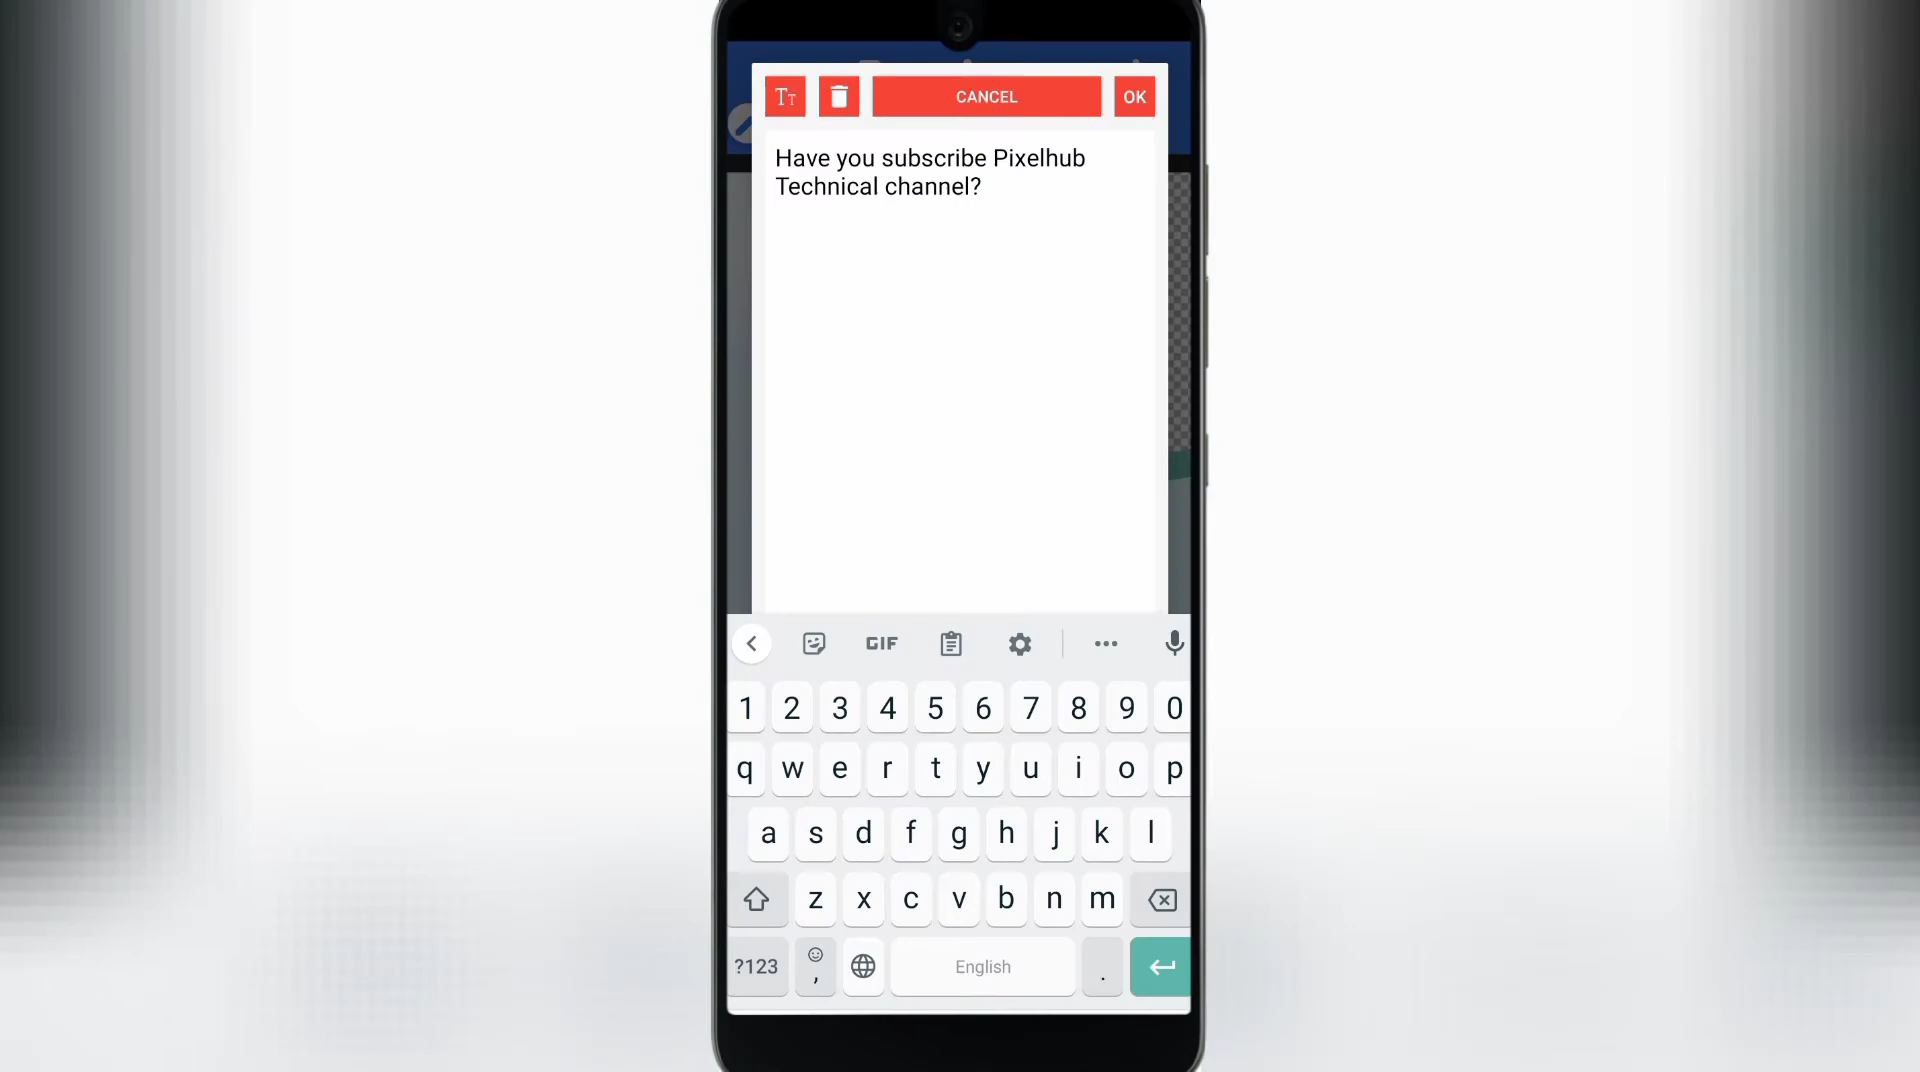 Tт CANCEL OK
Have you subscribe Pixelhub
Technical channel?
GIF
1 2 3 4 5 6 7 8 9 0
q w e r t y u i o p
a s d f g h j k l
z x c v b n m
?123 , English .